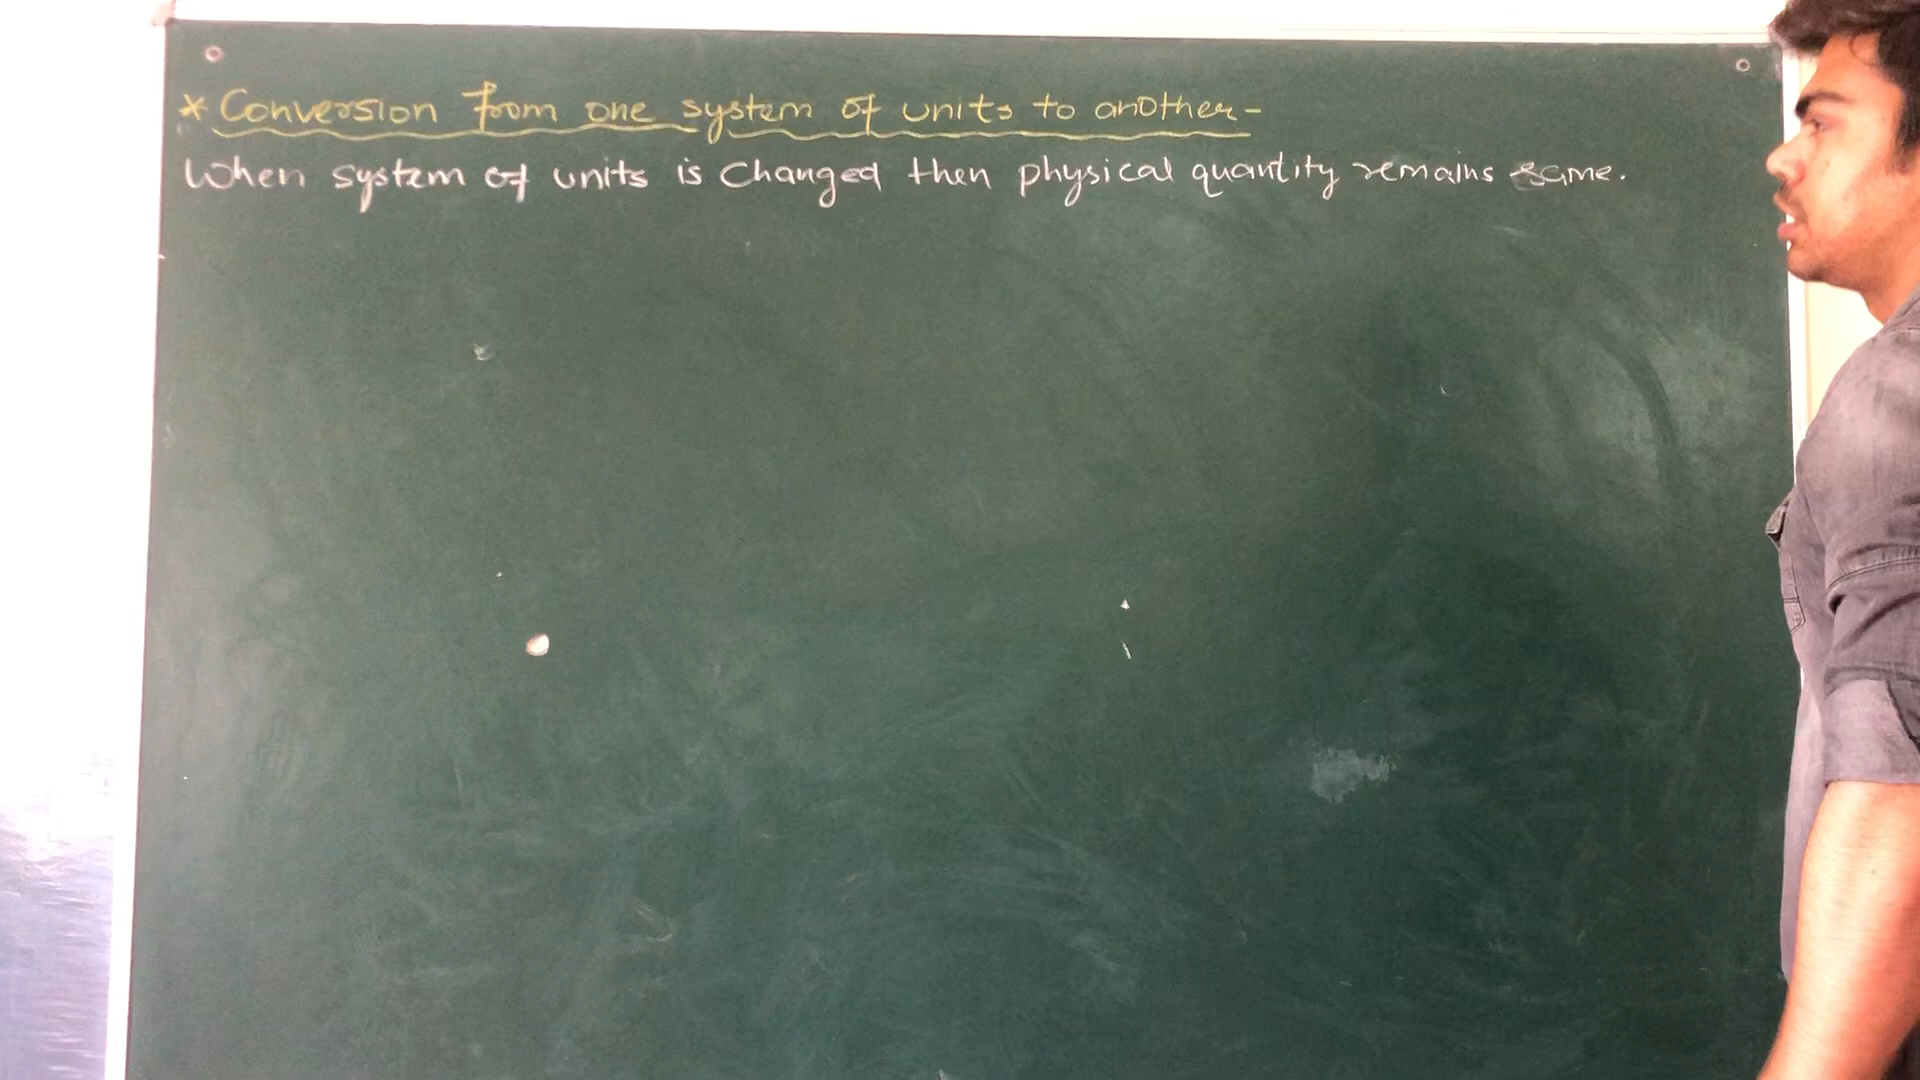 * Conversion from one system of units to another-
When system of units is changed then physical quantity remains same.